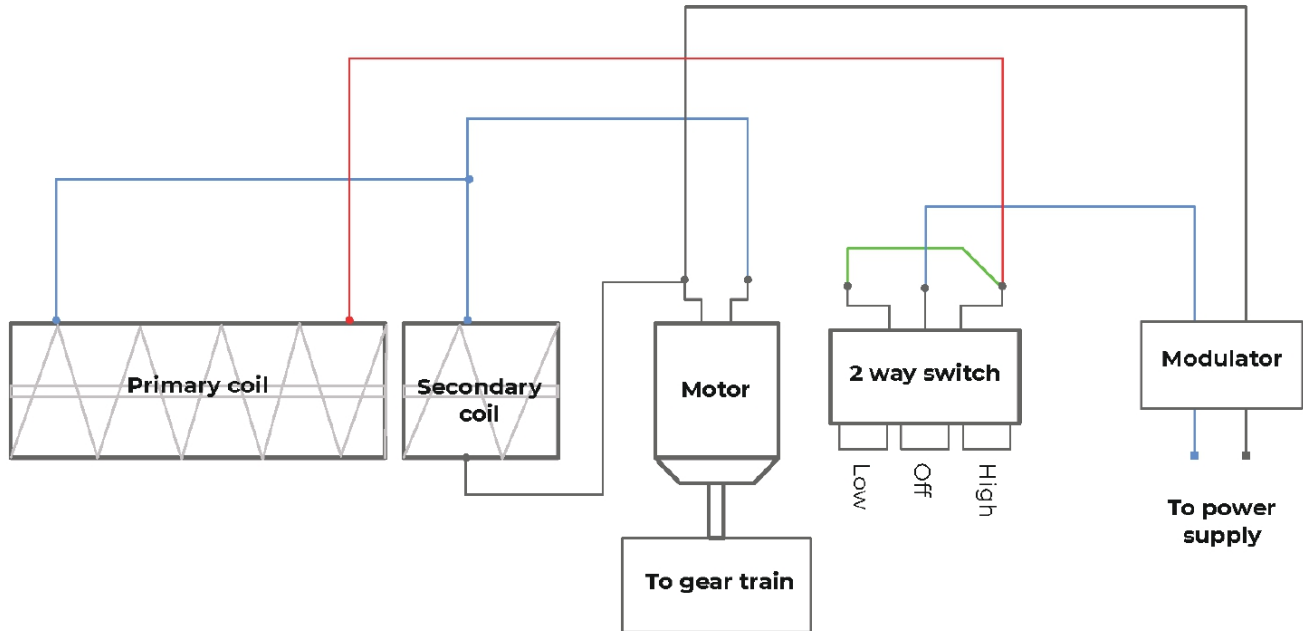 Primary coil
Secondary
coil
Motor
2 way switch
Modulator
Low
Off
High
To power
supply
To gear train